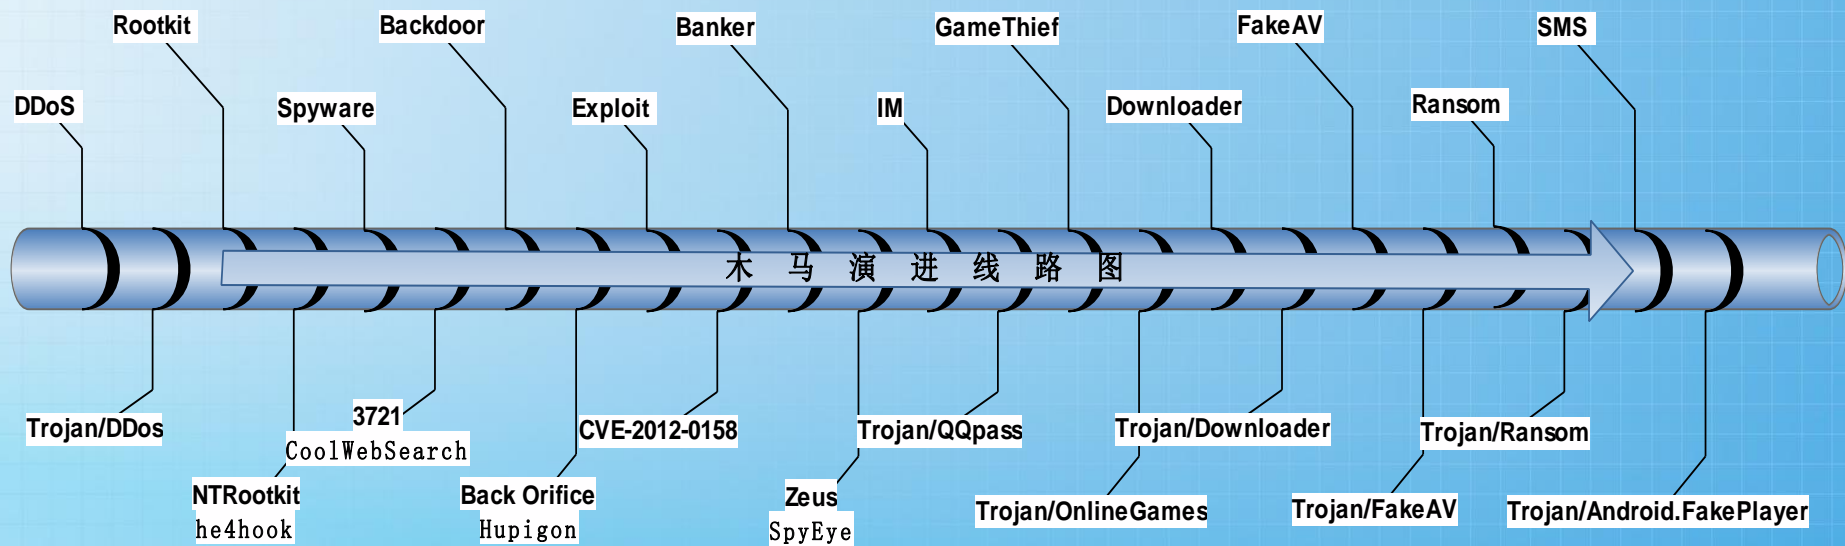 Rootkit
Backdoor
Banker
GameThief
FakeAV
SMS
DDoS
Spyware
Exploit
IM
Downloader
Ransom
木马演进线路图
Trojan/DDos
3721
CoolWebSearch
CVE-2012-0158
Trojan/QQpass
Trojan/Downloader
Trojan/Ransom
NTRootkit
he4hook
Back Orifice
Hupigon
Zeus
SpyEye
Trojan/OnlineGames
Trojan/FakeAV
Trojan/Android.FakePlayer